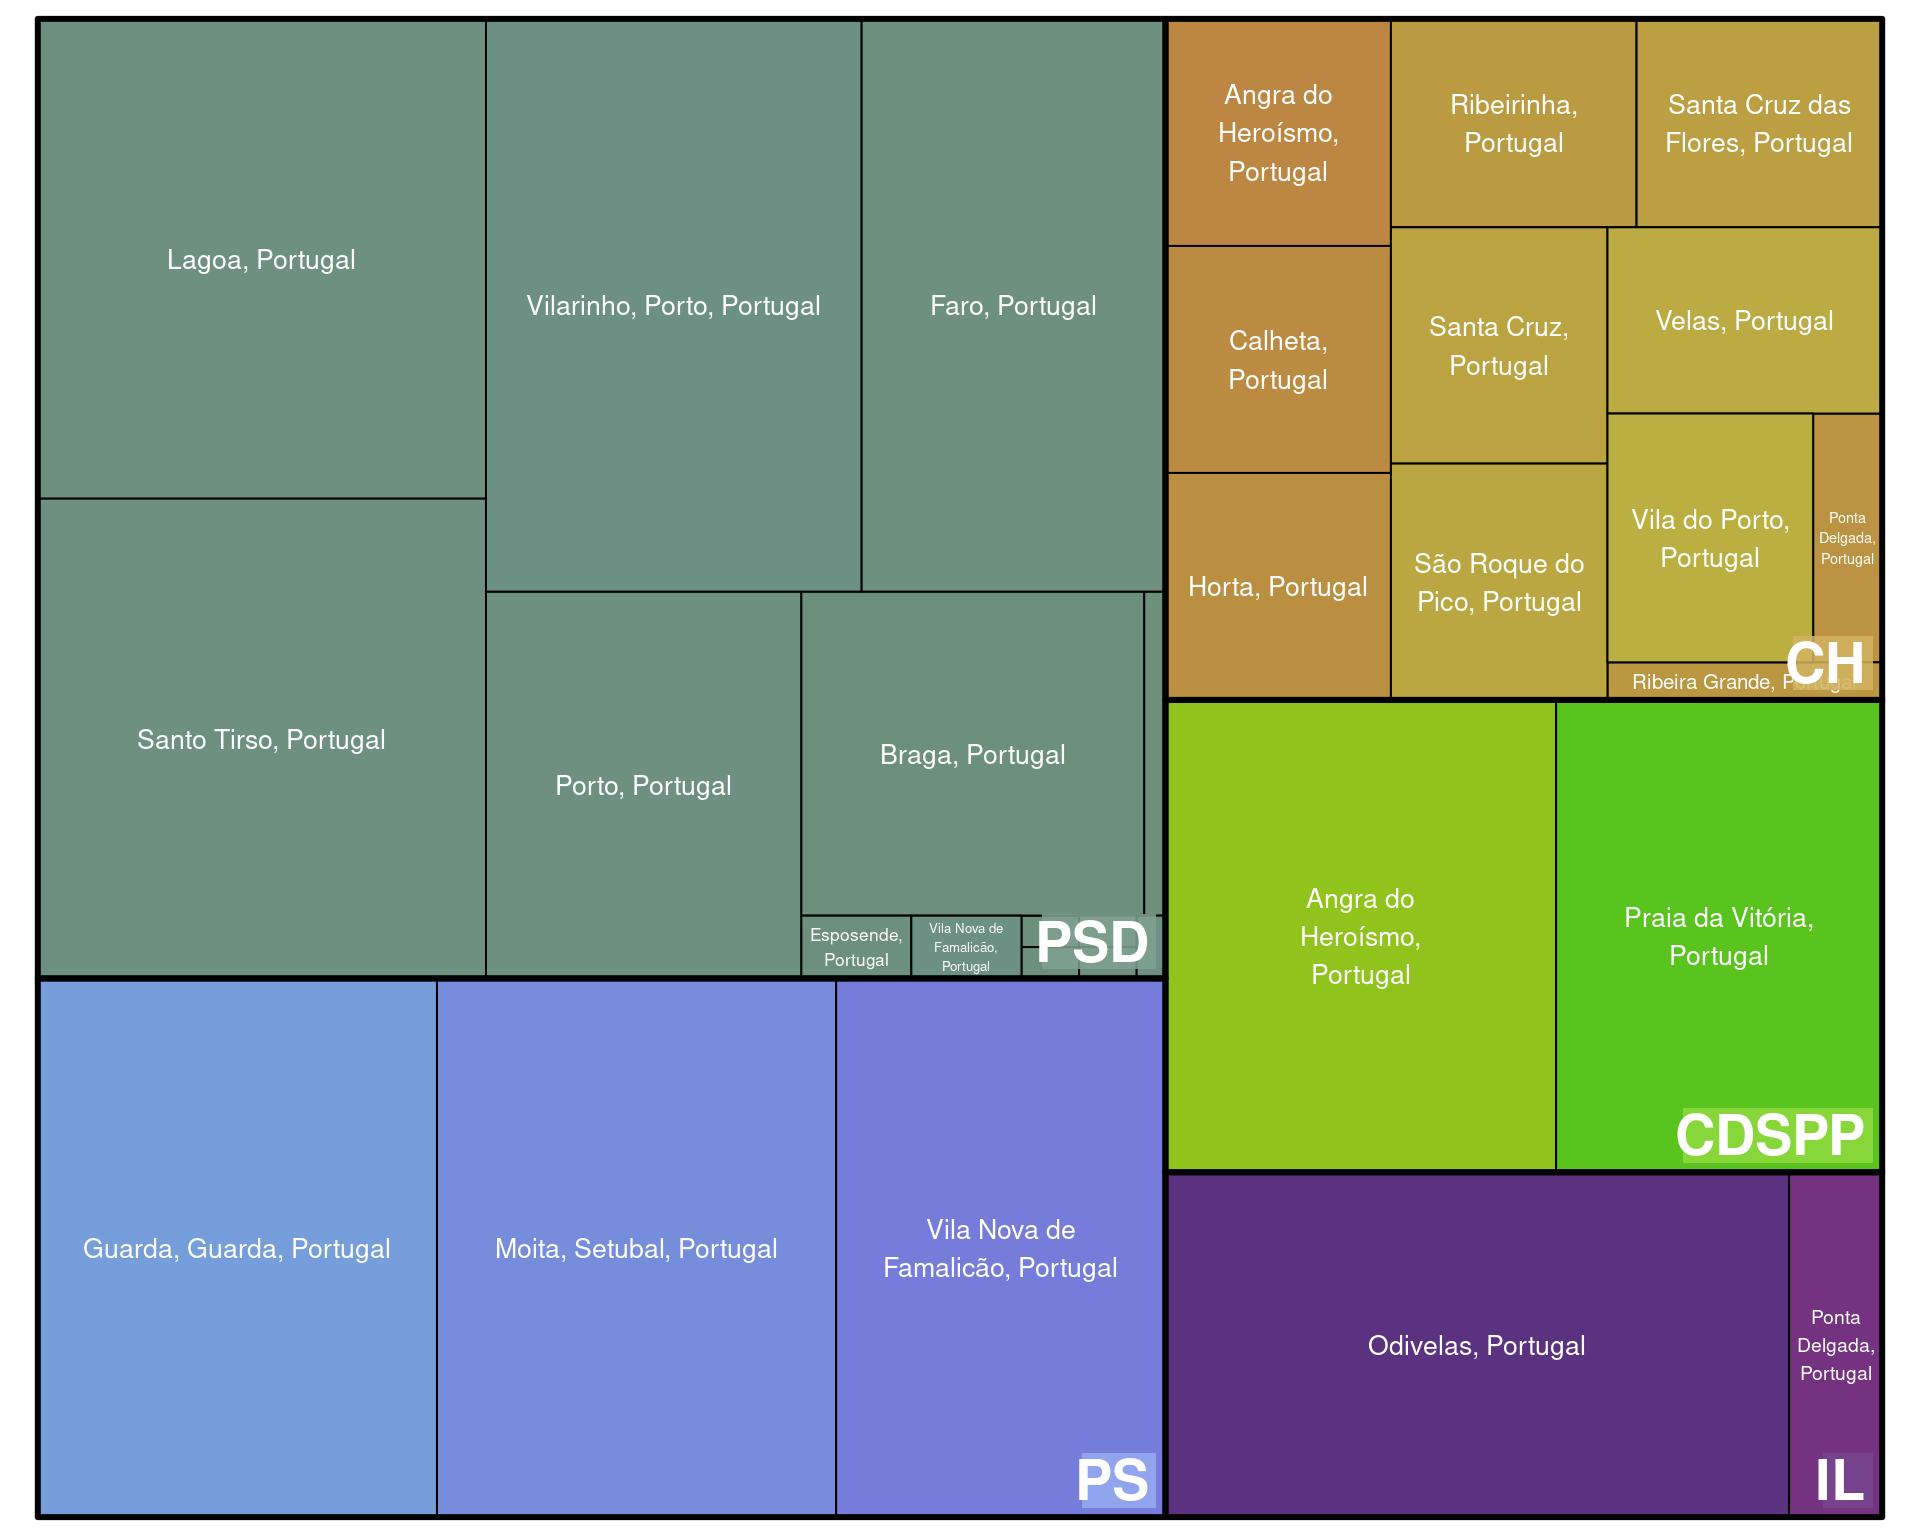 Lagoa, Portugal
Vilarinho, Porto, Portugal
Faro, Portugal
Santo Tirso, Portugal
Porto, Portugal
Braga, Portugal
Esposende,
Portugal
Vila Nova de
Famalicão,
Portugal
PSD
Guarda, Guarda, Portugal
Moita, Setubal, Portugal
Vila Nova de
Famalicão, Portugal
PS
Angra do
Heroísmo,
Portugal
Ribeirinha,
Portugal
Santa Cruz das
Flores, Portugal
Calheta,
Portugal
Santa Cruz,
Portugal
Velas, Portugal
Horta, Portugal
São Roque do
Pico, Portugal
Vila do Porto,
Portugal
Ponta
Delgada,
Portugal
Ribeira Grande, Portugal
CH
Angra do
Heroísmo,
Portugal
Praia da Vitória,
Portugal
CDSPP
Odivelas, Portugal
Ponta
Delgada,
Portugal
IL